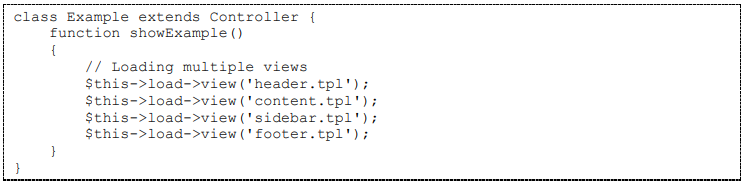 class Example extends Controller {
    function showExample()
    {
        // Loading multiple views
        $this->load->view('header.tpl');
        $this->load->view('content.tpl');
        $this->load->view('sidebar.tpl');
        $this->load->view('footer.tpl');
    }
}